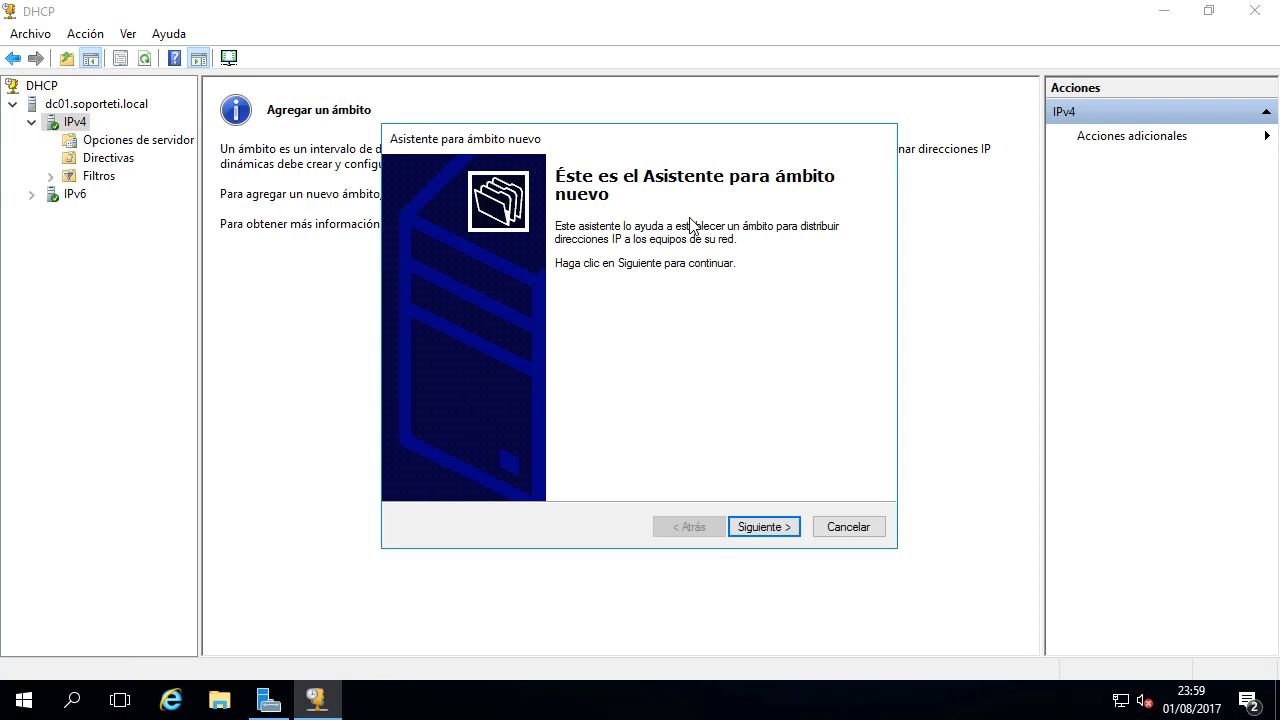 DHCP
Archivo Acción Ver Ayuda
DHCP
dc01.soporteti.local
IPv4
Opciones de servidor
Directivas
Filtros
IPv6
Agregar un ámbito
Un ámbito es un intervalo de d
nar direcciones IP
dinámicas debe crear y configu
Para agregar un nuevo ámbito,
Para obtener más información
Asistente para ámbito nuevo
Éste es el Asistente para ámbito
nuevo
Este asistente lo ayuda a establecer un ámbito para distribuir
direcciones IP a los equipos de su red.
Haga clic en Siguiente para continuar.
< Atrás Siguiente > Cancelar
Acciones
IPv4
Acciones adicionales
23:59
01/08/2017
2